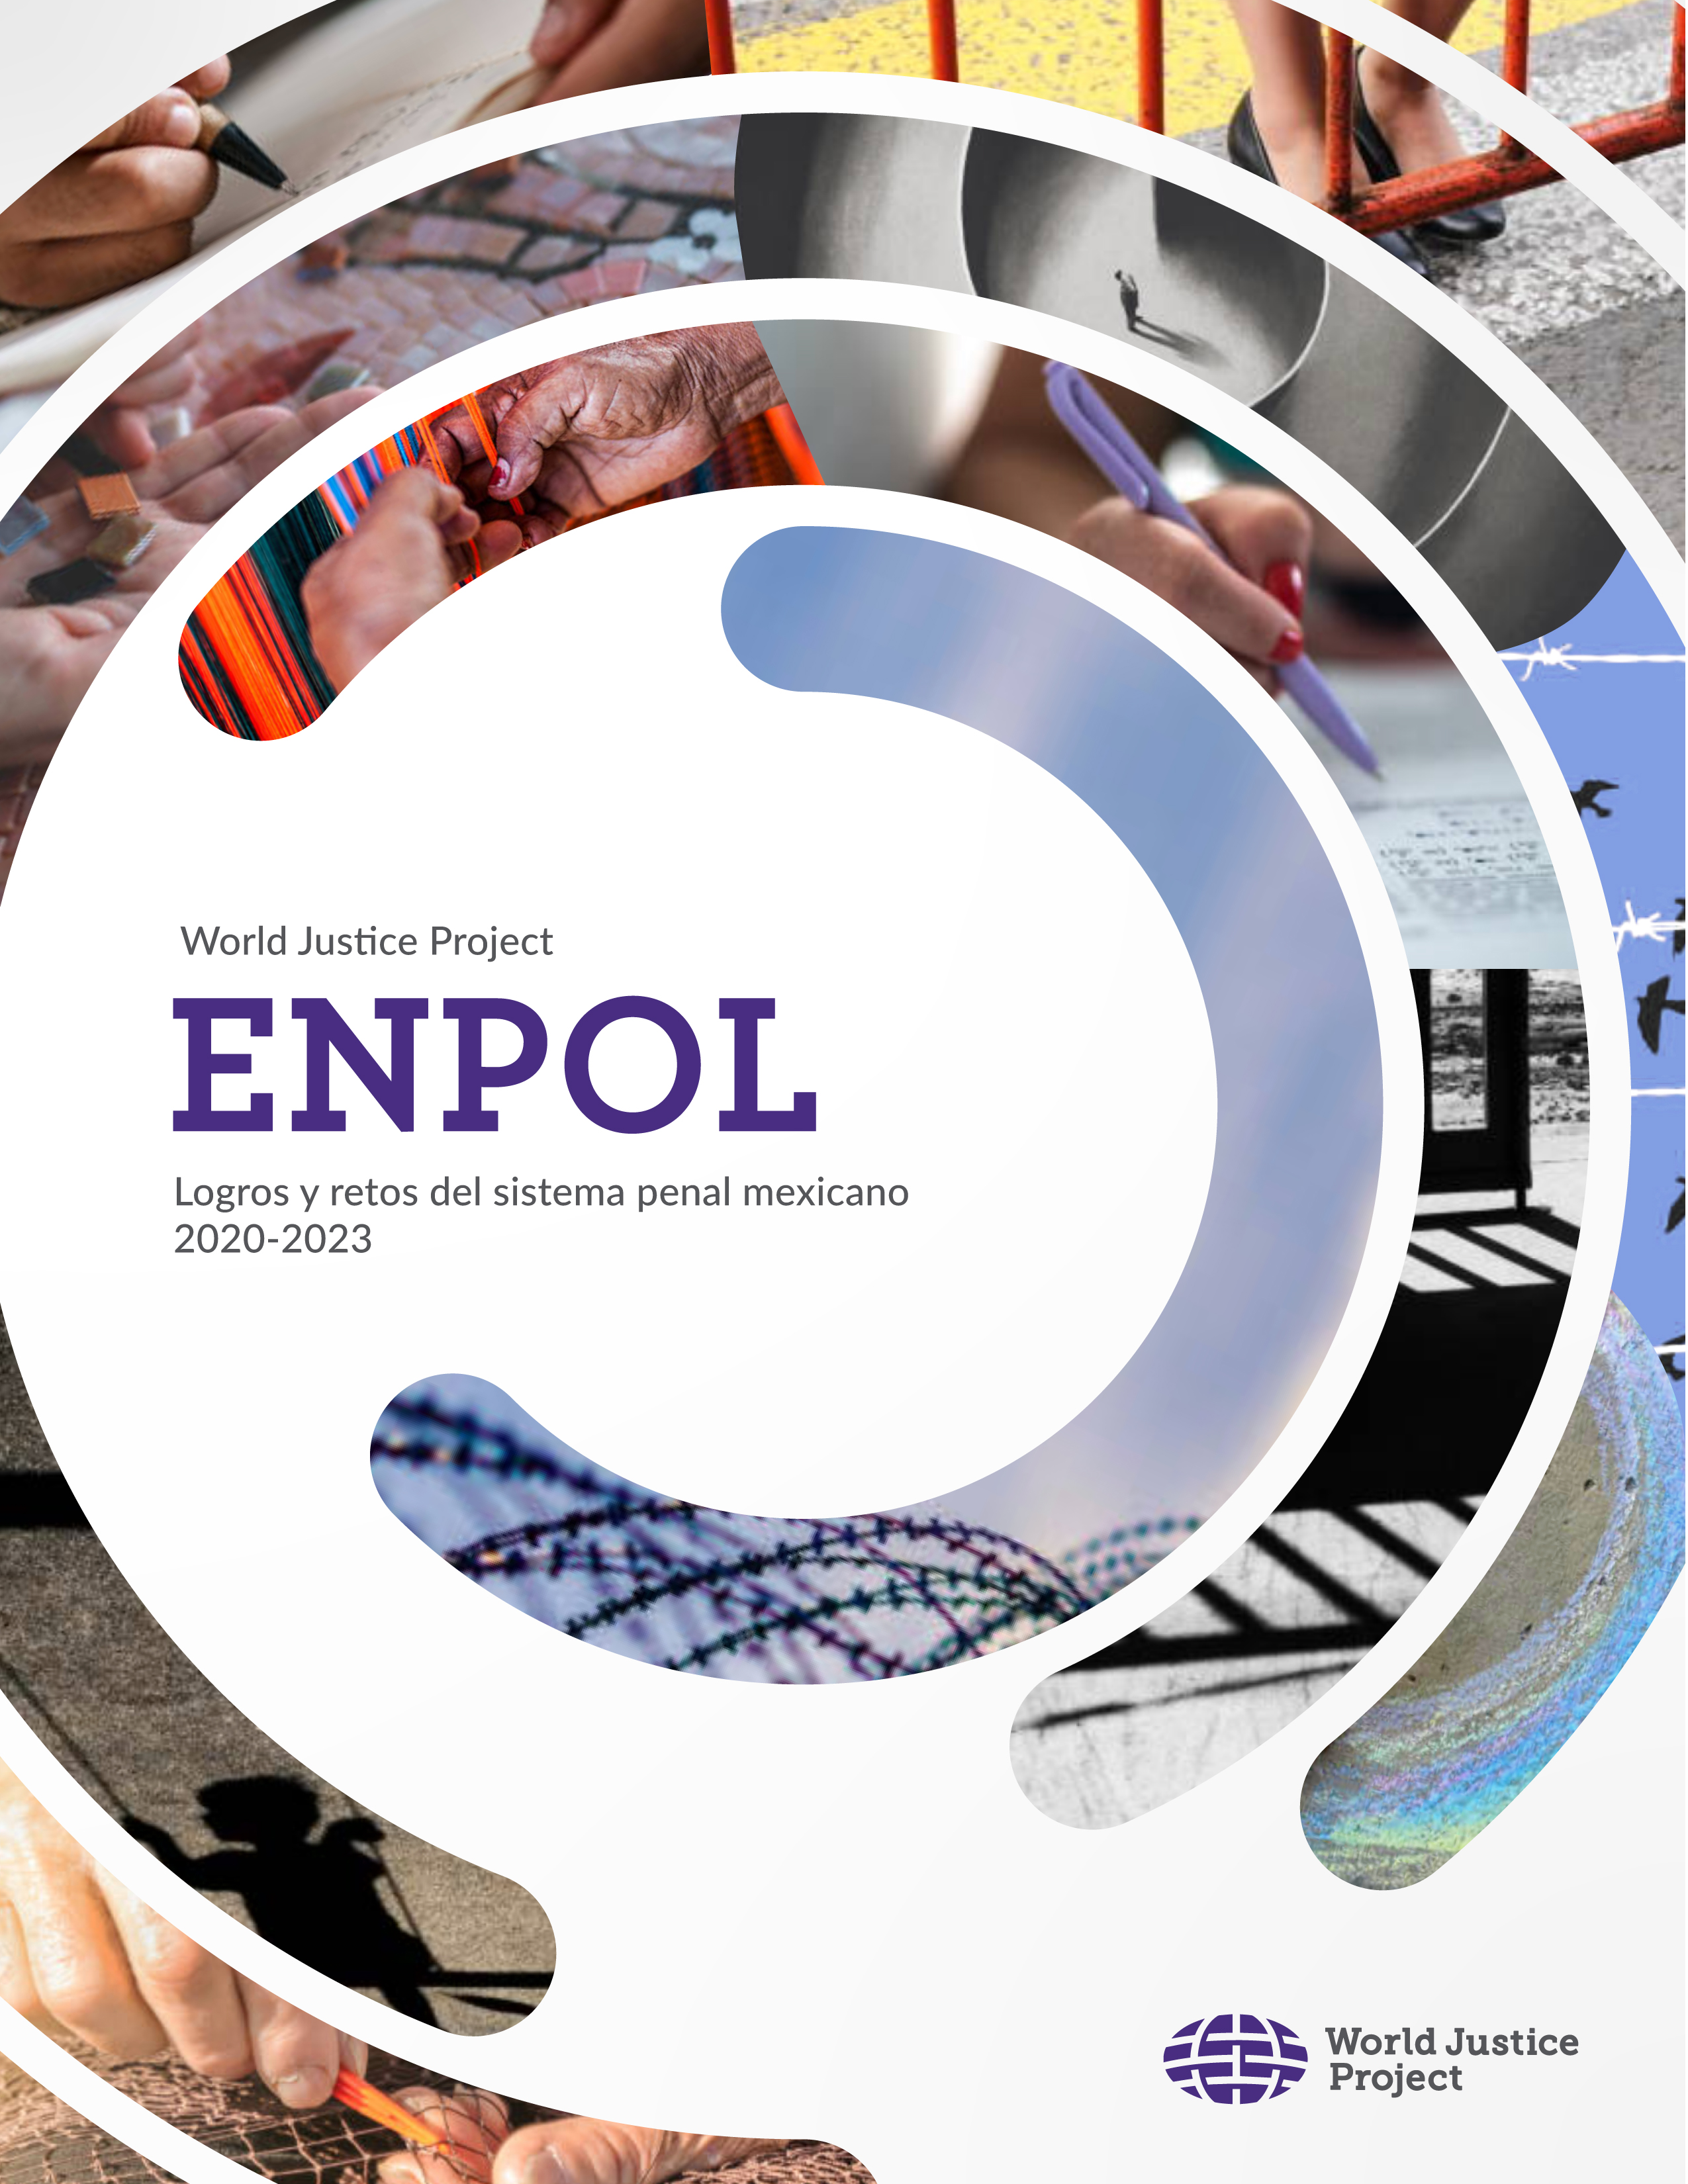 World Justice Project
ENPOL
Logros y retos del sistema penal mexicano
2020-2023
World Justice
Project